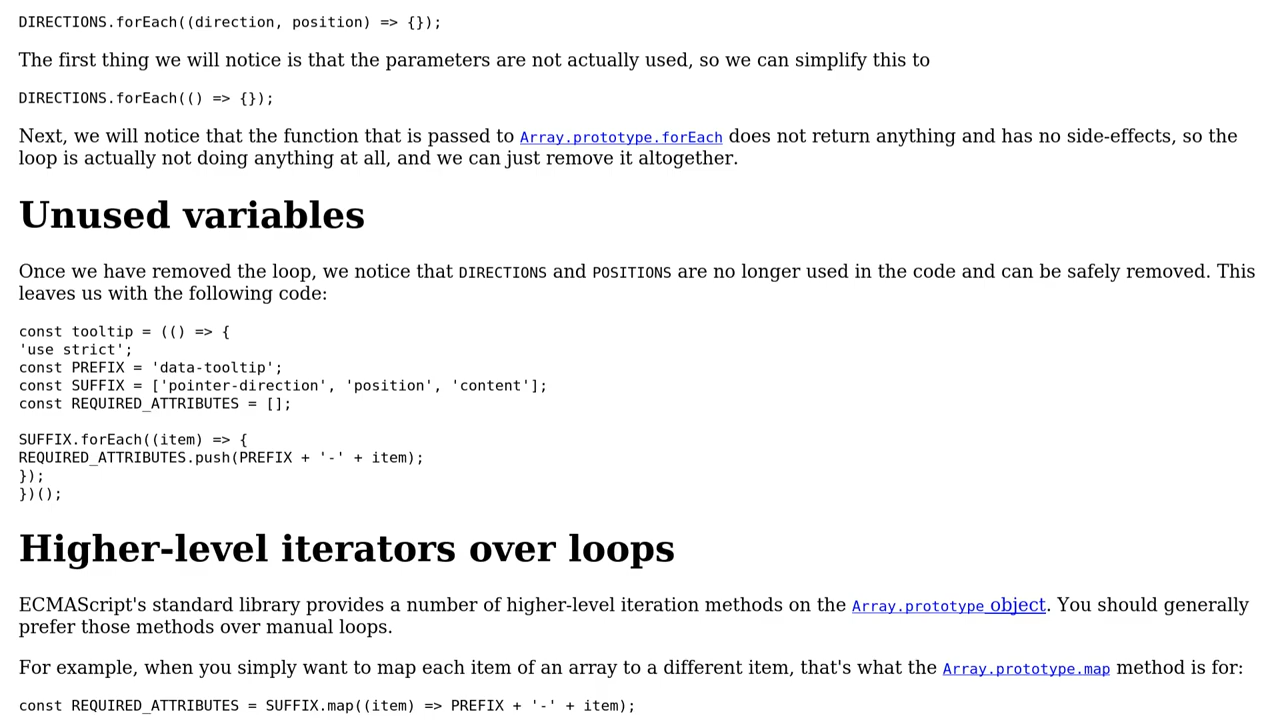 DIRECTIONS.forEach((direction, position) => {});
The first thing we will notice is that the parameters are not actually used, so we can simplify this to
DIRECTIONS.forEach(() => {});
Next, we will notice that the function that is passed to Array.prototype.forEach does not return anything and has no side-effects, so the
loop is actually not doing anything at all, and we can just remove it altogether.
Unused variables
Once we have removed the loop, we notice that DIRECTIONS and POSITIONS are no longer used in the code and can be safely removed. This
leaves us with the following code:
const tooltip = (() => {
'use strict';
const PREFIX = 'data-tooltip';
const SUFFIX = ['pointer-direction', 'position', 'content'];
const REQUIRED_ATTRIBUTES = [];
SUFFIX.forEach((item) => {
REQUIRED_ATTRIBUTES.push(PREFIX + '-' + item);
});
})();
Higher-level iterators over loops
ECMAScript's standard library provides a number of higher-level iteration methods on the Array.prototype object. You should generally
prefer those methods over manual loops.
For example, when you simply want to map each item of an array to a different item, that's what the Array.prototype.map method is for:
const REQUIRED_ATTRIBUTES = SUFFIX.map((item) => PREFIX + '-' + item);